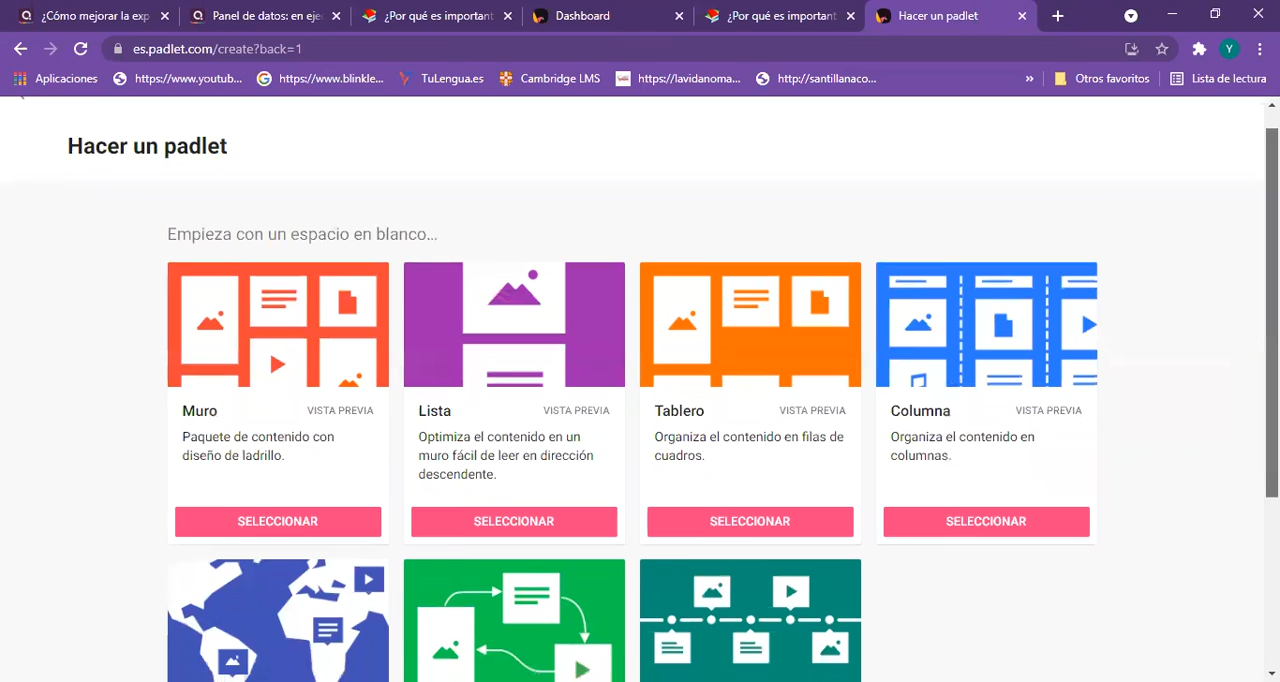 ¿Cómo mejorar la exp
Panel de datos: en eje
¿Por qué es important
Dashboard
¿Por qué es important
Hacer un padlet
es.padlet.com/create?back=1
Y
Aplicaciones
https://www.youtub...
https://www.blinkle...
TuLengua.es
Cambridge LMS
https://lavidanoma...
http://santillanaco...
»
Otros favoritos
Lista de lectura
Hacer un padlet
Empieza con un espacio en blanco...
Muro
VISTA PREVIA
Paquete de contenido con
diseño de ladrillo.
SELECCIONAR
Lista
VISTA PREVIA
Optimiza el contenido en un
muro fácil de leer en dirección
descendente.
SELECCIONAR
Tablero
VISTA PREVIA
Organiza el contenido en filas de
cuadros.
SELECCIONAR
Columna
VISTA PREVIA
Organiza el contenido en
columnas.
SELECCIONAR